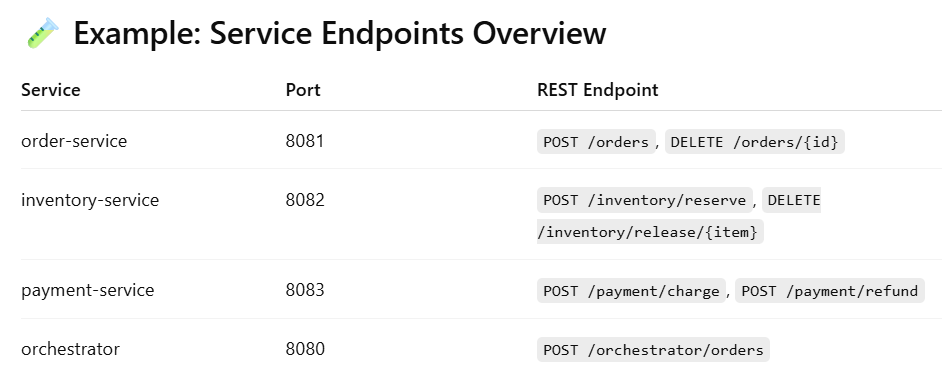 Example: Service Endpoints Overview
Service Port REST Endpoint
order-service 8081 POST /orders, DELETE /orders/{id}
inventory-service 8082 POST /inventory/reserve, DELETE
/inventory/release/{item}
payment-service 8083 POST /payment/charge, POST /payment/refund
orchestrator 8080 POST /orchestrator/orders